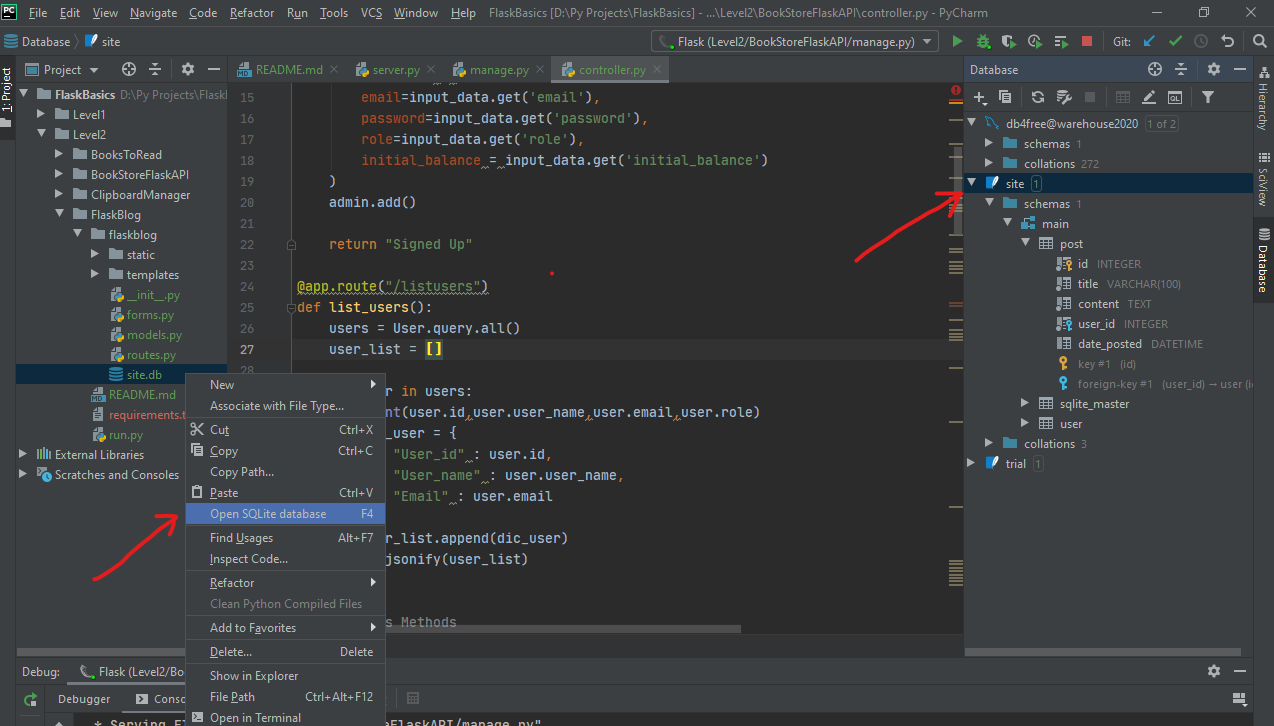 PC File Edit View Navigate Code Refactor Run Tools VCS Window Help FlaskBasics [D:\Py Projects\FlaskBasics] - ...\Level2\BookStoreFlaskAPI\controller.py - PyCharm
Database site Flask (Level2/BookStoreFlaskAPI/manage.py) Git:
1: Project
Project
FlaskBasics D:\Py Projects\Flask
Level1
Level2
BooksToRead
BookStoreFlaskAPI
ClipboardManager
FlaskBlog
flaskblog
static
templates
__init__.py
forms.py
models.py
routes.py
site.db
README.md
requirements.t
run.py
External Libraries
Scratches and Consoles
README.md server.py manage.py controller.py
15 email=input_data.get('email'),
16 password=input_data.get('password'),
17 role=input_data.get('role'),
18 initial_balance = input_data.get('initial_balance')
19 )
20 admin.add()
21
22 return "Signed Up"
23
24 @app.route("/listusers")
25 def list_users():
26 users = User.query.all()
27 user_list = []
28
r in users:
nt(user.id,user.user_name,user.email,user.role)
_user = {
"User_id" : user.id,
"User_name" : user.user_name,
"Email" : user.email
r_list.append(dic_user)
jsonify(user_list)
s Methods
New
Associate with File Type...
Cut Ctrl+X
Copy Ctrl+C
Copy Path...
Paste Ctrl+V
Open SQLite database F4
Find Usages Alt+F7
Inspect Code...
Refactor
Clean Python Compiled Files
Add to Favorites
Delete... Delete
Show in Explorer
File Path Ctrl+Alt+F12
Open in Terminal
Database
db4free@warehouse2020 1 of 2
schemas 1
collations 272
site 1
schemas 1
main
post
id INTEGER
title VARCHAR(100)
content TEXT
user_id INTEGER
date_posted DATETIME
key #1 (id)
foreign-key #1 (user_id) → user (i
sqlite_master
user
collations 3
trial 1
Hierarchy
SciView
Database
Debug: Flask (Level2/Bo
Debugger Conso
* Serving F
eFlaskAPI/manage.py"